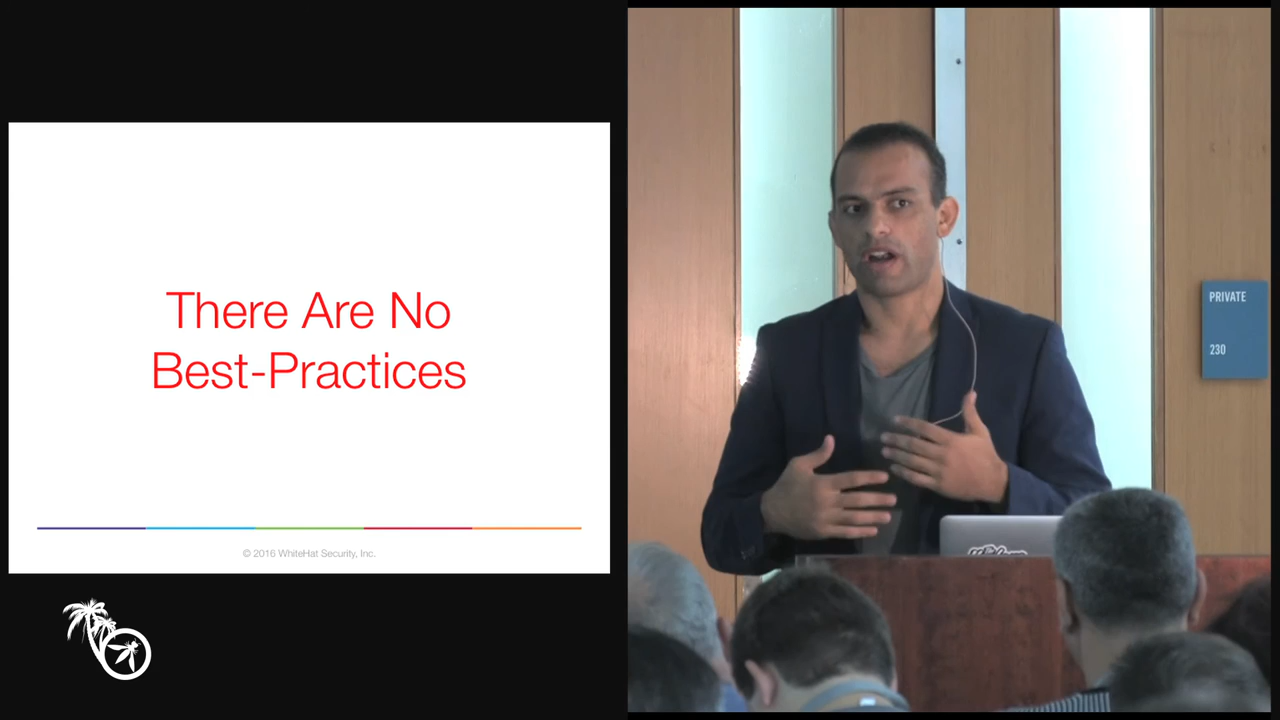 There Are No
Best-Practices
© 2016 WhiteHat Security, Inc.
PRIVATE
230